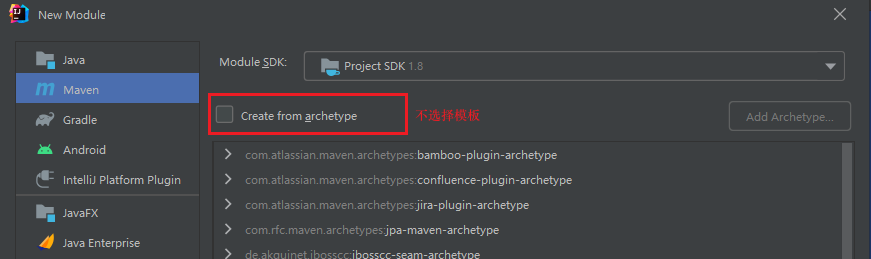 New Module
Java
Maven
Gradle
Android
IntelliJ Platform Plugin
JavaFX
Java Enterprise
Module SDK: Project SDK 1.8
Create from archetype 不选择模板 Add Archetype...
com.atlassian.maven.archetypes:bamboo-plugin-archetype
com.atlassian.maven.archetypes:confluence-plugin-archetype
com.atlassian.maven.archetypes:jira-plugin-archetype
com.rfc.maven.archetypes:jpa-maven-archetype
de.akquinet.jbosscc:jbosscc-seam-archetype